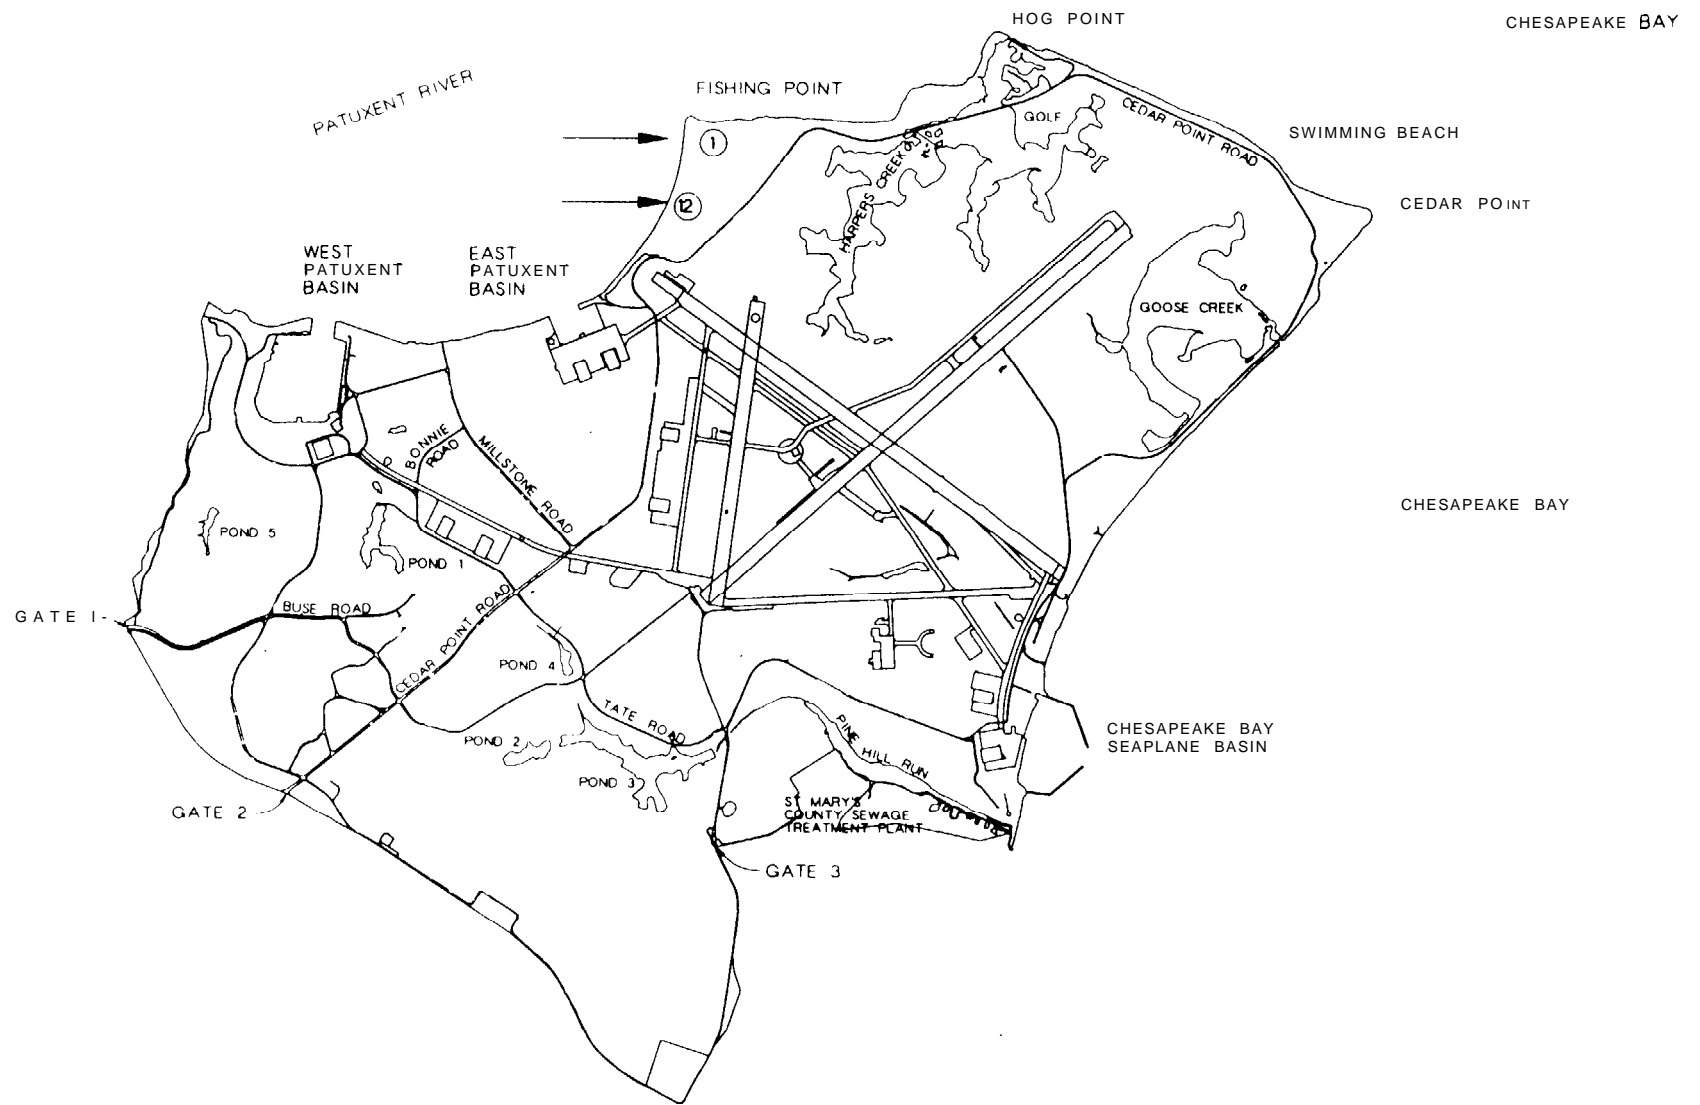 HOG POINT
CHESAPEAKE BAY
PATUXENT RIVER
FISHING POINT
CEDAR POINT ROAD
GOLF
SWIMMING BEACH
1
HARPERS CREEK
12
CEDAR POINT
WEST
PATUXENT
BASIN
EAST
PATUXENT
BASIN
GOOSE CREEK
BONNIE
ROAD
MILLSTONE ROAD
CHESAPEAKE BAY
POND 5
POND 1
GATE 1
BUSE ROAD
CEDAR POINT ROAD
POND 4
TATE ROAD
PINE HILL RUN
CHESAPEAKE BAY
SEAPLANE BASIN
POND 2
POND 3
GATE 2
ST MARY'S
COUNTY SEWAGE
TREATMENT PLANT
GATE 3